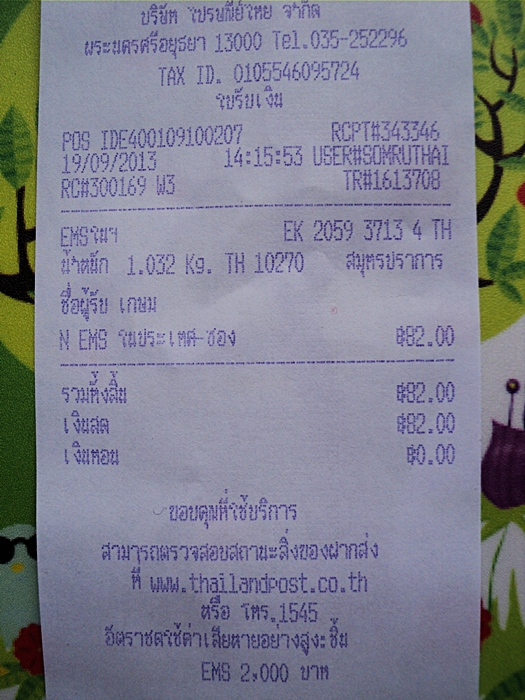 บริษัท ไปรษณีย์ไทย จำกัด
พระนครศรีอยุธยา 13000 Tel.035-252296
TAX ID. 0105546095724
ใบรับเงิน
POS IDE400109100207 RCPT#343346
19/09/2013 14:15:53 USER#SOMRUTHAI
RC#300169 W3 TR#1613708
EMSในฯ EK 2059 3713 4 TH
น้ำหนัก 1.032 Kg. TH 10270 สมุทรปราการ
ชื่อผู้รับ เกษม
N EMS ในประเทศ-ซอง ฿82.00
รวมทั้งสิ้น ฿82.00
เงินสด ฿82.00
เงินทอน ฿0.00
ขอบคุณที่ใช้บริการ
สามารถตรวจสอบสถานะสิ่งของฝากส่ง
ที่ www.thailandpost.co.th
หรือ โทร.1545
อัตราชดใช้ค่าเสียหายอย่างสูง:ชิ้น
EMS 2,000 บาท